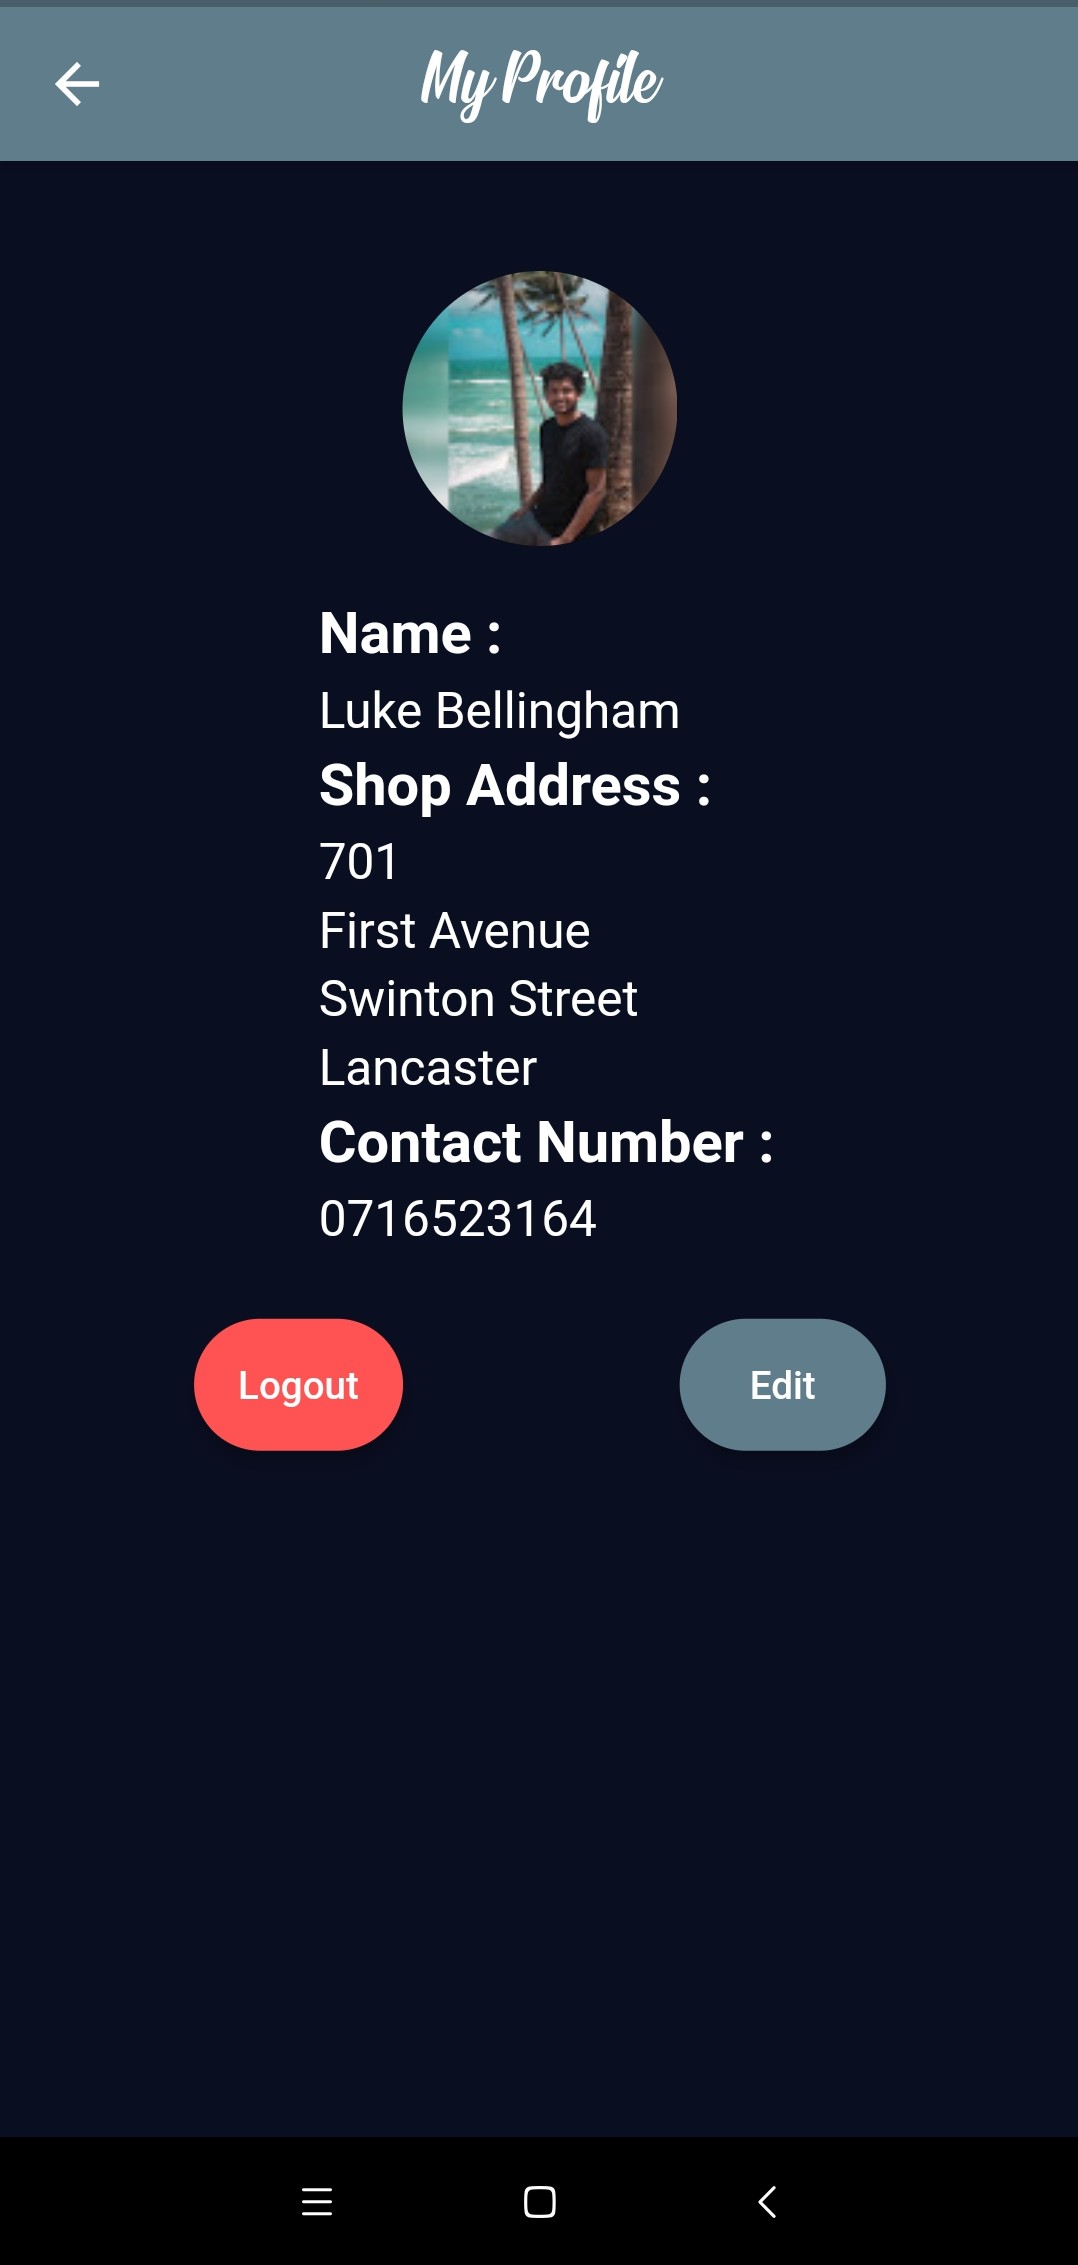 My Profile
Name :
Luke Bellingham
Shop Address :
701
First Avenue
Swinton Street
Lancaster
Contact Number :
0716523164
Logout
Edit